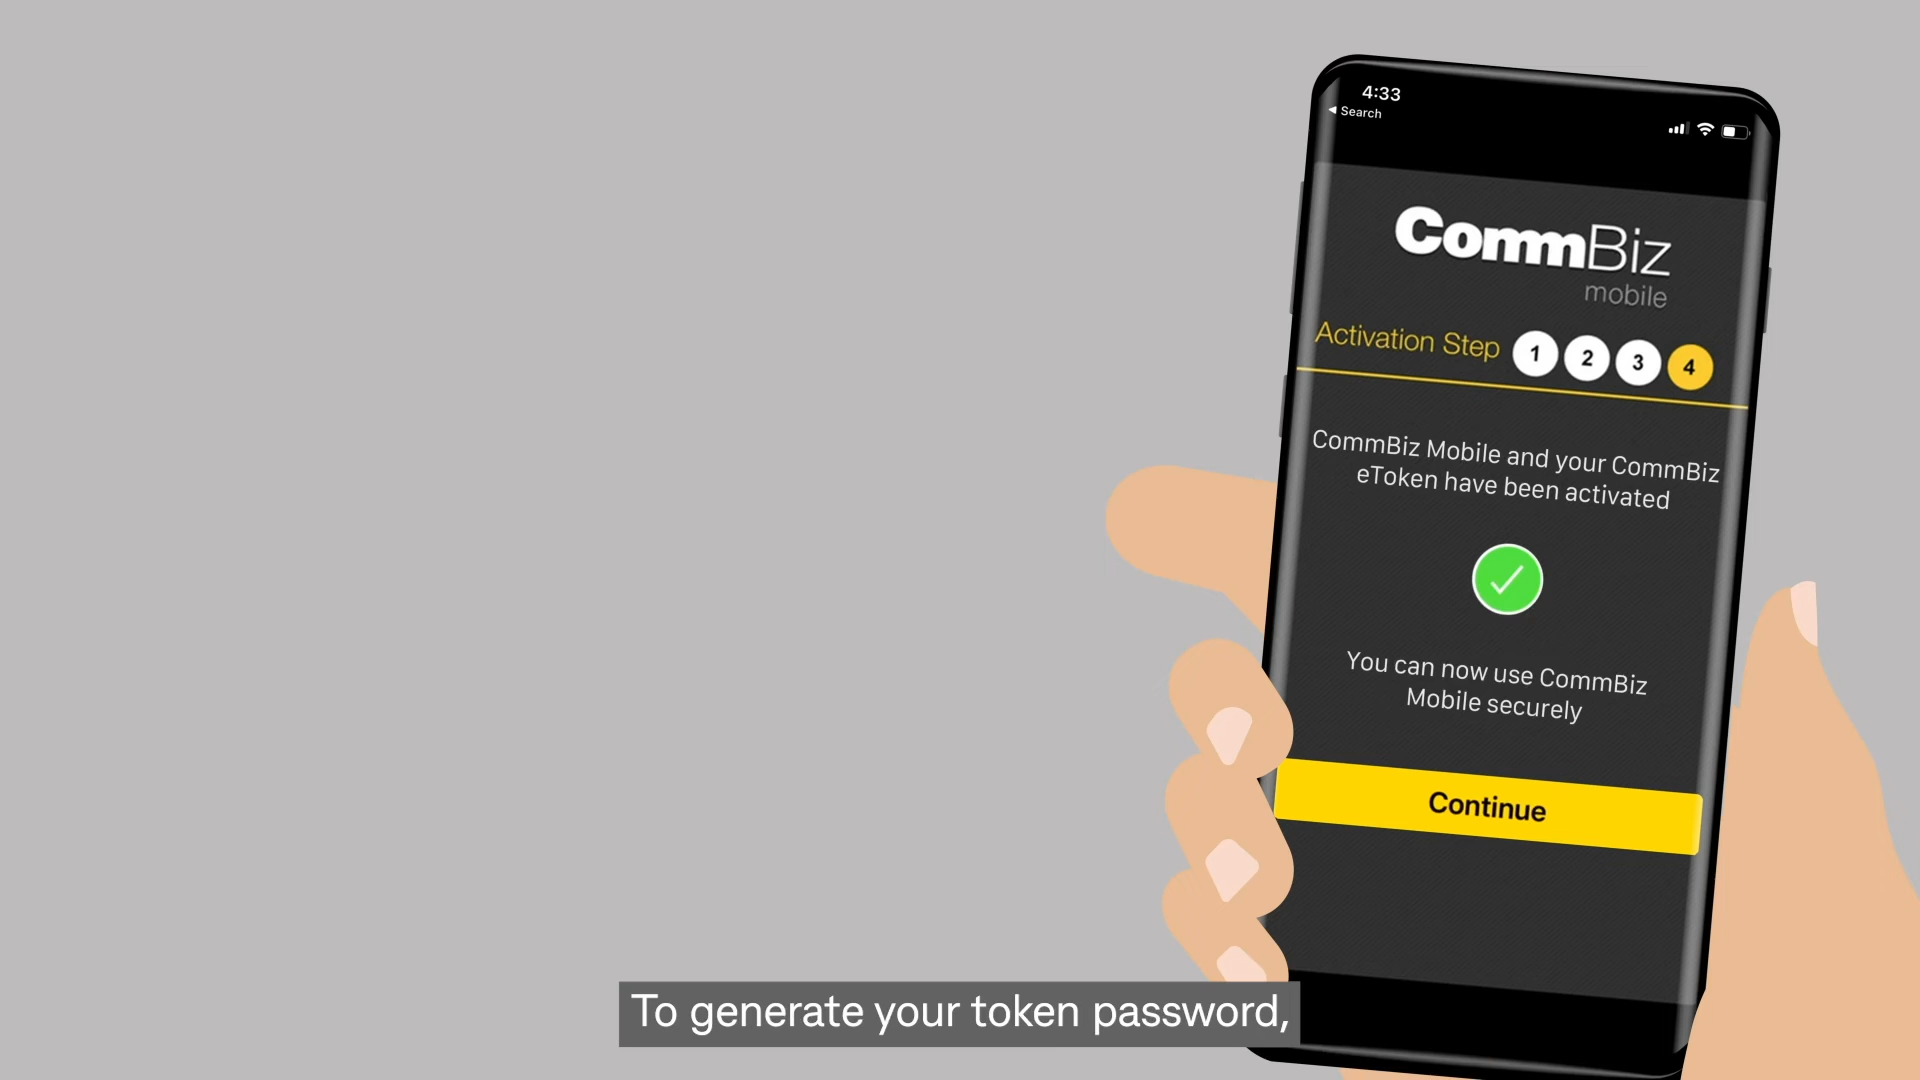 4:33
◀ Search
CommBiz
mobile
Activation Step 1 2 3 4
CommBiz Mobile and your CommBiz
eToken have been activated
You can now use CommBiz
Mobile securely
Continue
To generate your token password,